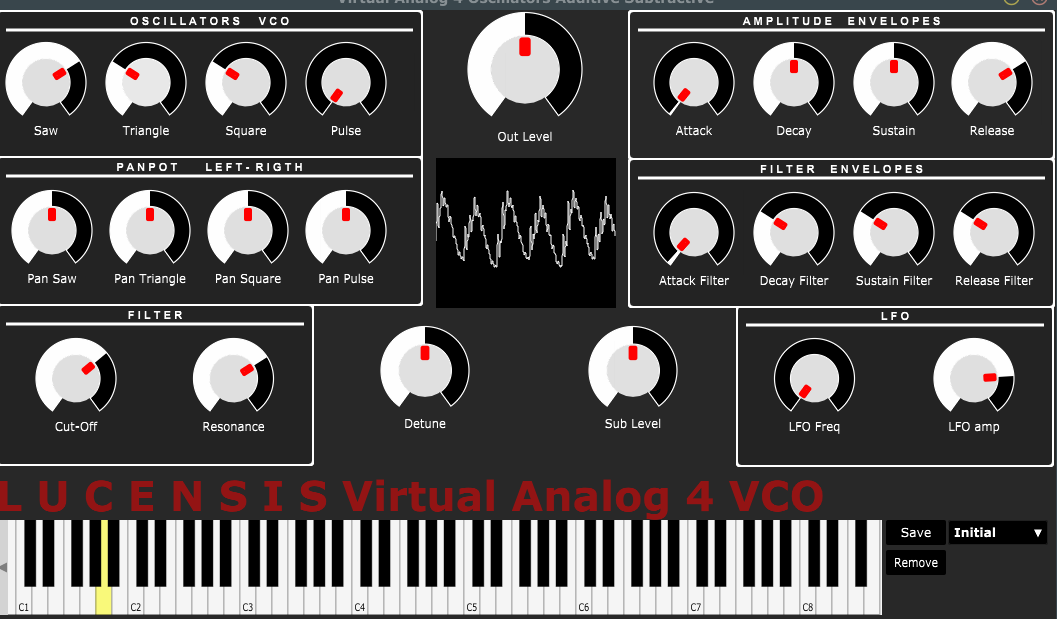 Virtual Analog 4 Oscillators Additive Subtractive
OSCILLATORS VCO
Saw Triangle Square Pulse
Out Level
AMPLITUDE ENVELOPES
Attack Decay Sustain Release
PANPOT LEFT-RIGTH
Pan Saw Pan Triangle Pan Square Pan Pulse
FILTER ENVELOPES
Attack Filter Decay Filter Sustain Filter Release Filter
FILTER
Cut-Off Resonance
Detune Sub Level
LFO
LFO Freq LFO amp
LUCENSIS Virtual Analog 4 VCO
C1 C2 C3 C4 C5 C6 C7 C8
Save Initial
Remove